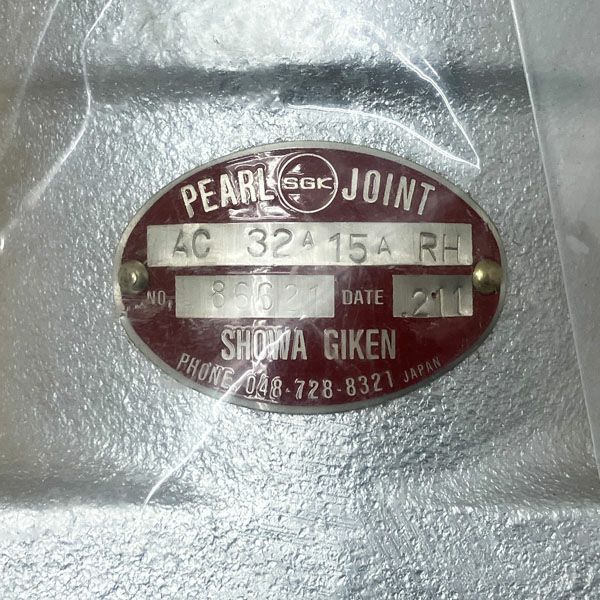 PEARL SGK JOINT
AC 32A 15A RH
NO. 86621 DATE .211
SHOWA GIKEN
PHONE 048-728-8321 JAPAN